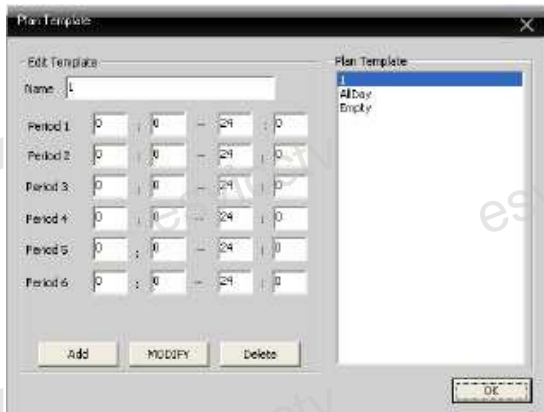 Plan Template
Edit Template
Name 1
Period 1 0 : 0 - 24 : 0
Period 2 0 : 0 - 24 : 0
Period 3 0 : 0 - 24 : 0
Period 4 0 : 0 - 24 : 0
Period 5 0 : 0 - 24 : 0
Period 6 0 : 0 - 24 : 0
Add MODIFY Delete
Plan Template
1
AllDay
Empty
OK